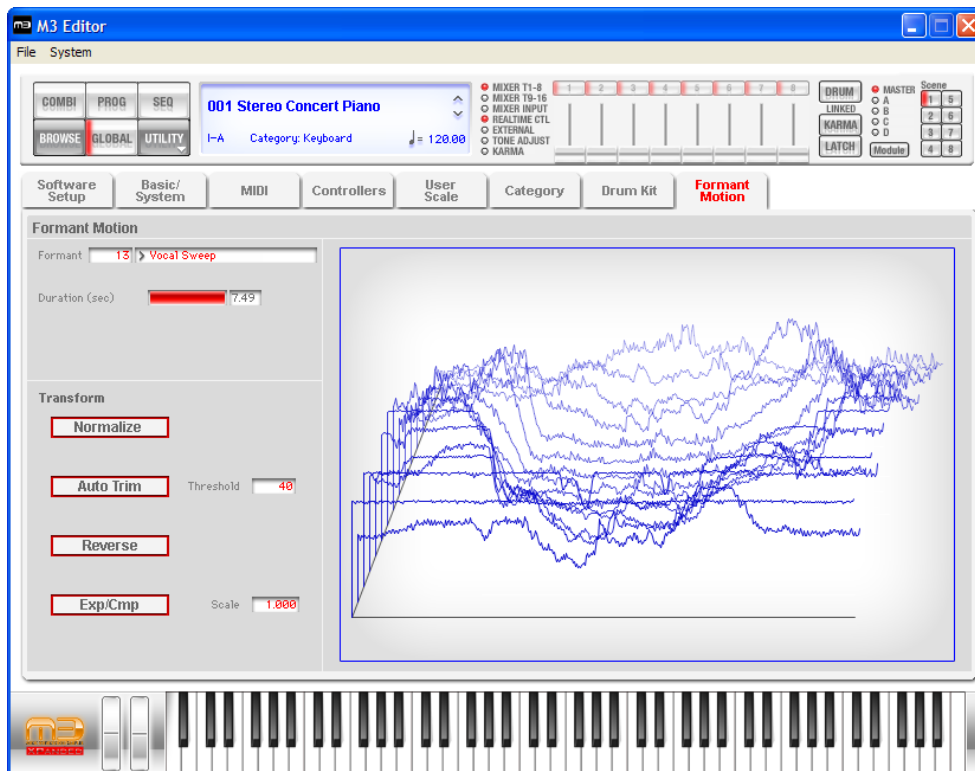 M3 Editor
File System
COMBI PROG SEQ
BROWSE GLOBAL UTILITY
001 Stereo Concert Piano
I-A Category: Keyboard ♩= 120.00
MIXER T1-8
MIXER T9-16
MIXER INPUT
REALTIME CTL
EXTERNAL
TONE ADJUST
KARMA
1 2 3 4 5 6 7 8
DRUM
LINKED
KARMA
LATCH
MASTER
A
B
C
D
Module
Scene
1 5
2 6
3 7
4 8
Software Setup
Basic/ System
MIDI
Controllers
User Scale
Category
Drum Kit
Formant Motion
Formant Motion
Formant 13 Vocal Sweep
Duration (sec) 7.49
Transform
Normalize
Auto Trim Threshold 40
Reverse
Exp/Cmp Scale 1.000
m3
XPANDED